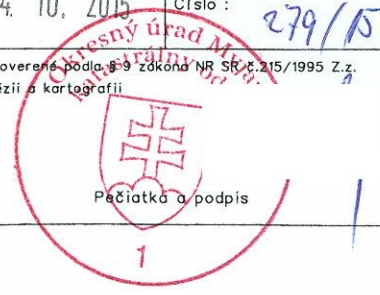 4. 10. 2015
Číslo :
279/15
Okresný úrad
katastrálny
overené podľa § 9 zákona NR SR č.215/1995 Z.z.
a kartografii
Pečiatka a podpis
1